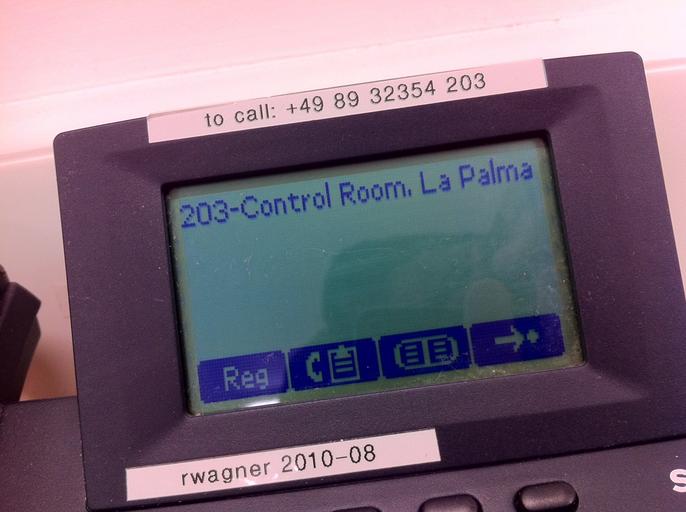 to call: +49 89 32354 203
203-Control Room, La Palma
Reg
rwagner 2010-08
S